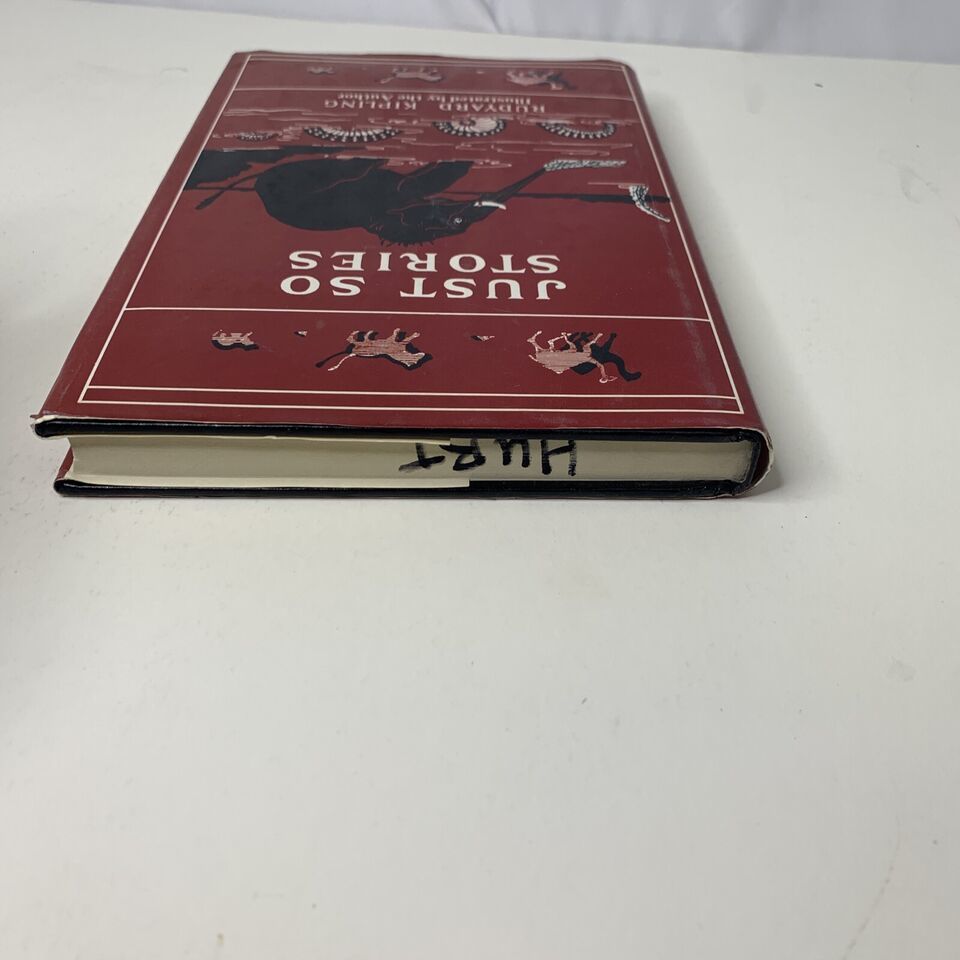 JUST SO
STORIES
RUDYARD KIPLING
Illustrated by the Author
HURT